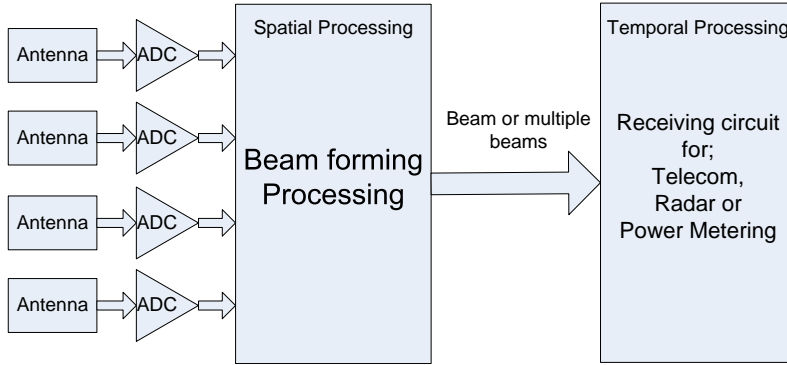 Antenna
ADC
Antenna
ADC
Antenna
ADC
Antenna
ADC
Spatial Processing
Beam forming
Processing
Beam or multiple
beams
Temporal Processing
Receiving circuit
for;
Telecom,
Radar or
Power Metering